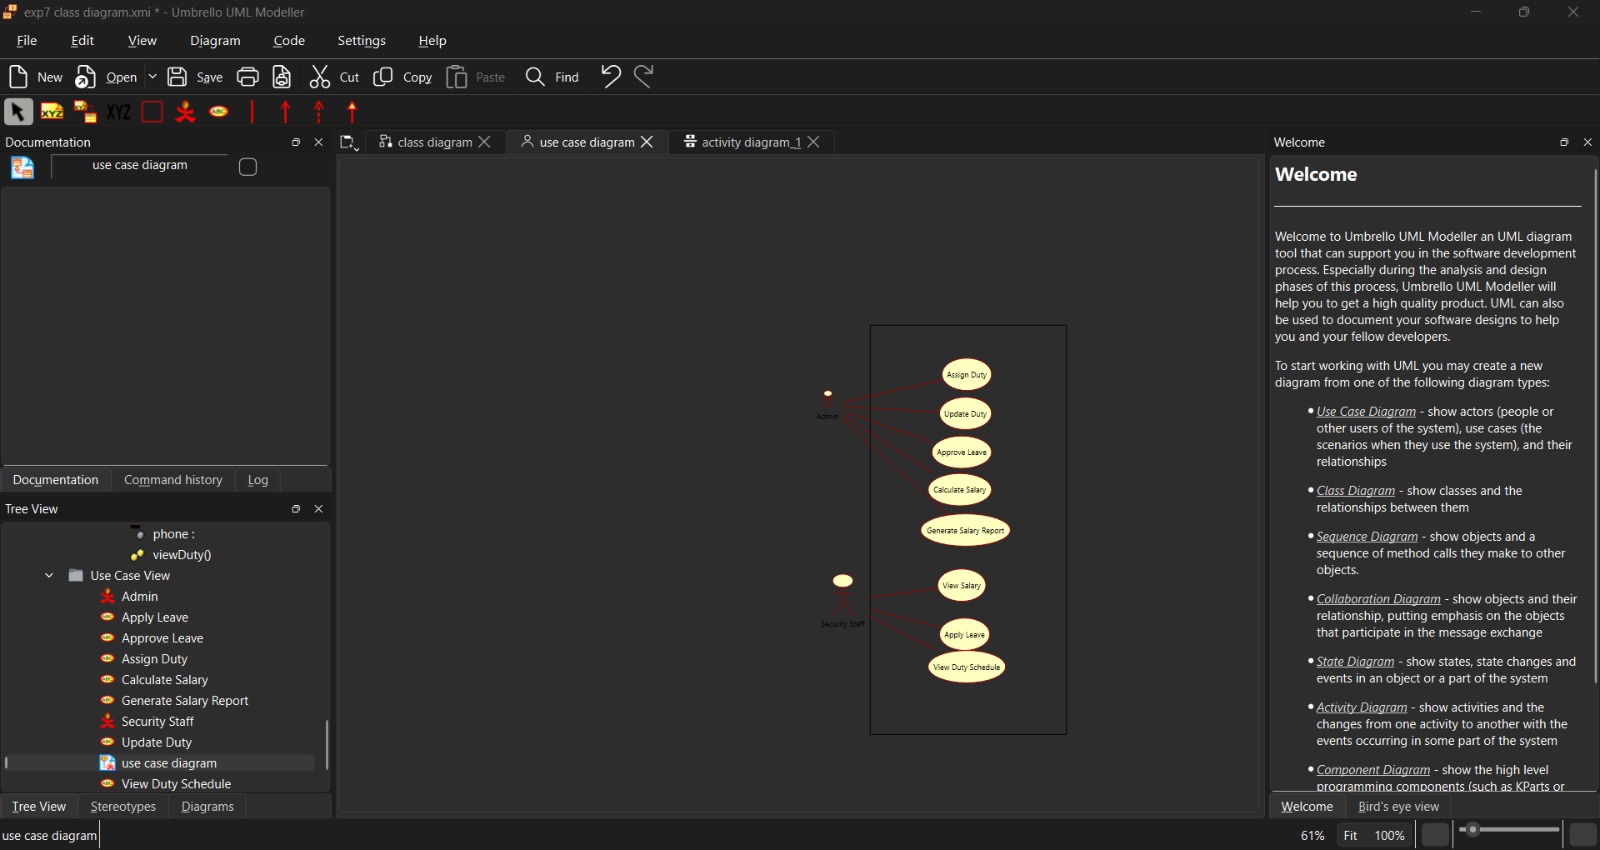 exp7 class diagram.xmi * - Umbrello UML Modeller
File Edit View Diagram Code Settings Help
New Open Save Cut Copy Paste Find
XYZ XYZ XYZ ABC
Documentation
use case diagram
Documentation Command history Log
Tree View
phone :
viewDuty()
Use Case View
Admin
Apply Leave
Approve Leave
Assign Duty
Calculate Salary
Generate Salary Report
Security Staff
Update Duty
use case diagram
View Duty Schedule
Tree View Stereotypes Diagrams
use case diagram
class diagram use case diagram activity diagram_1
Assign Duty
Admin
Update Duty
Approve Leave
Calculate Salary
Generate Salary Report
View Salary
Security Staff
Apply Leave
View Duty Schedule
Welcome
Welcome
Welcome to Umbrello UML Modeller an UML diagram
tool that can support you in the software development
process. Especially during the analysis and design
phases of this process, Umbrello UML Modeller will
help you to get a high quality product. UML can also
be used to document your software designs to help
you and your fellow developers.
To start working with UML you may create a new
diagram from one of the following diagram types:
• Use Case Diagram - show actors (people or
other users of the system), use cases (the
scenarios when they use the system), and their
relationships
• Class Diagram - show classes and the
relationships between them
• Sequence Diagram - show objects and a
sequence of method calls they make to other
objects.
• Collaboration Diagram - show objects and their
relationship, putting emphasis on the objects
that participate in the message exchange
• State Diagram - show states, state changes and
events in an object or a part of the system
• Activity Diagram - show activities and the
changes from one activity to another with the
events occurring in some part of the system
• Component Diagram - show the high level
programming components (such as KParts or
Welcome Bird's eye view
61% Fit 100%